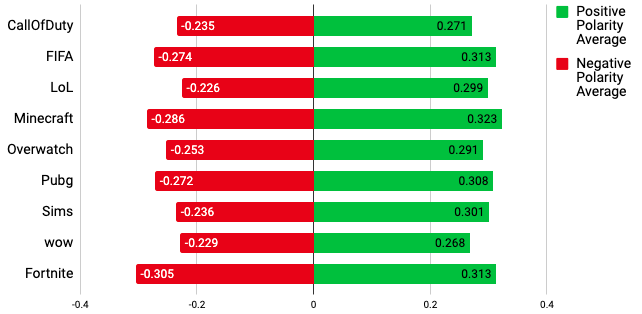 CallOfDuty -0.235 0.271
FIFA -0.274 0.313
LoL -0.226 0.299
Minecraft -0.286 0.323
Overwatch -0.253 0.291
Pubg -0.272 0.308
Sims -0.236 0.301
wow -0.229 0.268
Fortnite -0.305 0.313
-0.4 -0.2 0 0.2 0.4
Positive
Polarity
Average
Negative
Polarity
Average